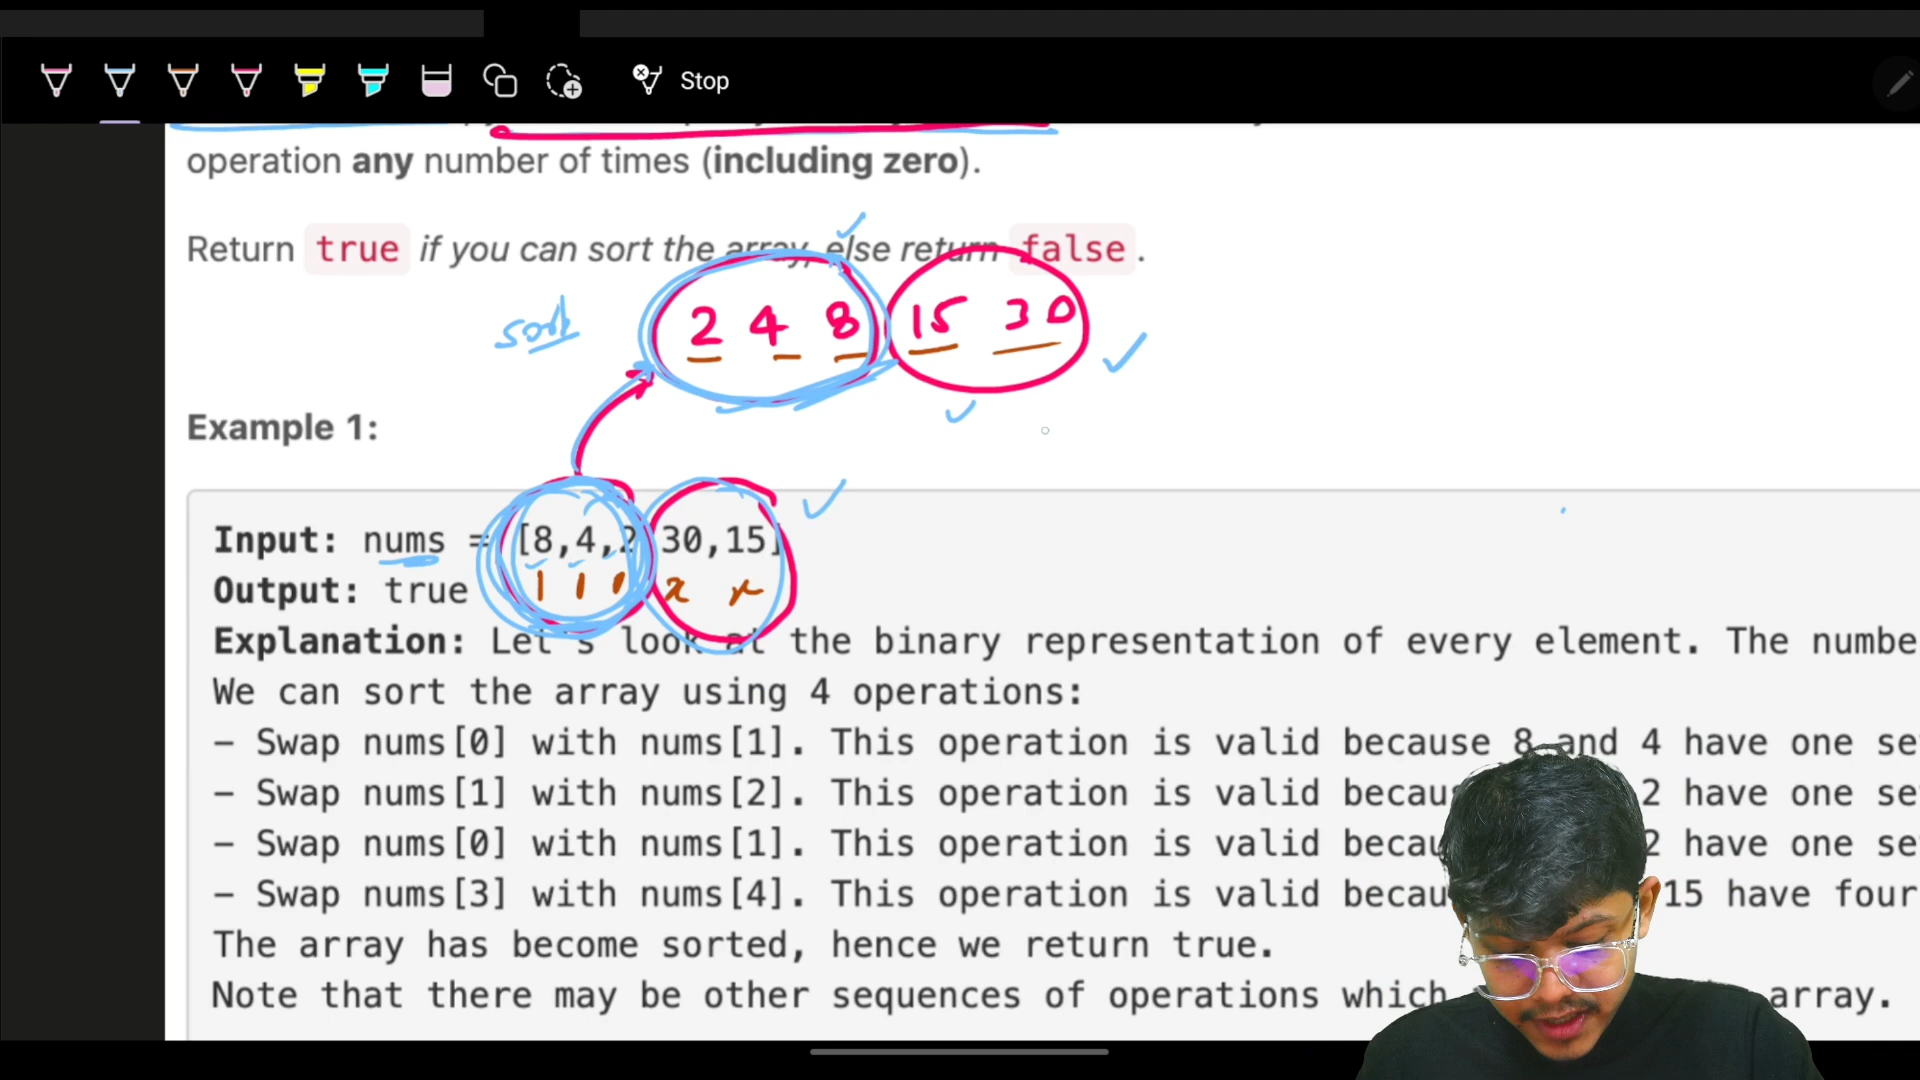 Stop
operation any number of times (including zero).
Return true if you can sort the array, else return false.
sort
2 4 8 15 30
Example 1:
Input: nums = [8,4,2 30,15]
Output: true
1 1 1
Explanation: Let's look at the binary representation of every element. The numbe
We can sort the array using 4 operations:
- Swap nums[0] with nums[1]. This operation is valid because 8 and 4 have one se
- Swap nums[1] with nums[2]. This operation is valid becau 2 have one se
- Swap nums[0] with nums[1]. This operation is valid becau 2 have one se
- Swap nums[3] with nums[4]. This operation is valid becau 15 have four
The array has become sorted, hence we return true.
Note that there may be other sequences of operations which array.